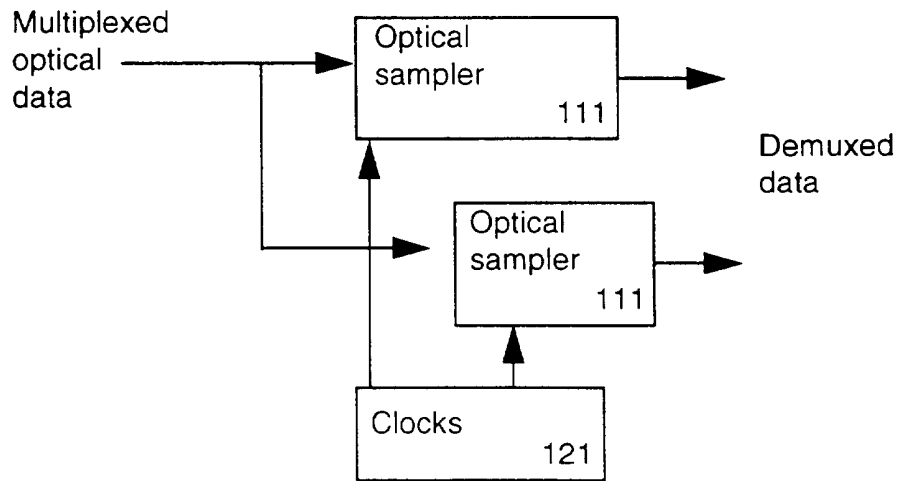 Multiplexed
optical
data
Optical
sampler
111
Demuxed
data
Optical
sampler
111
Clocks
121